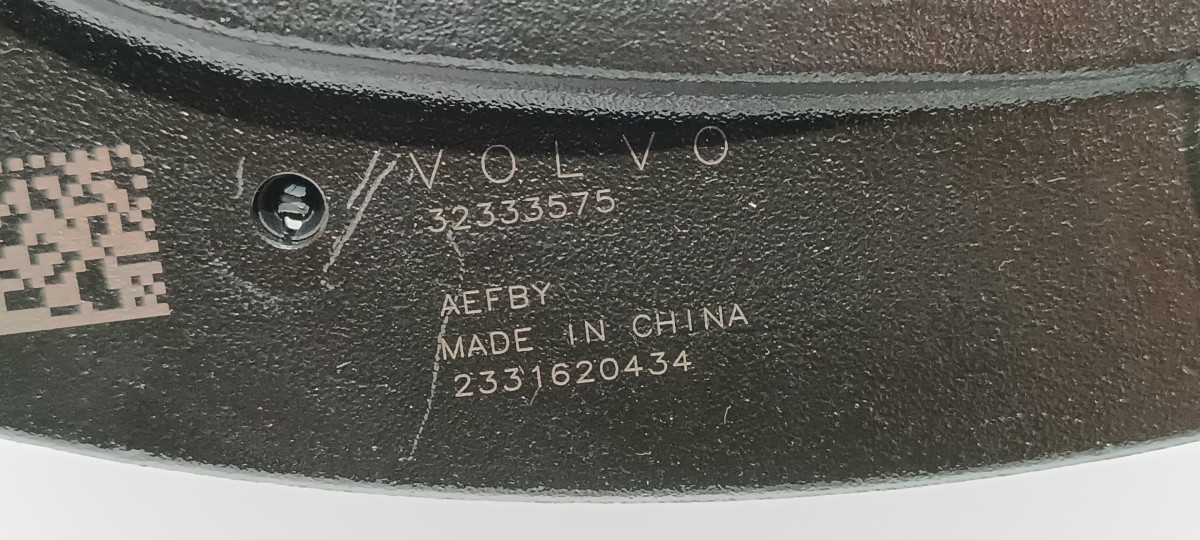 VOLVO
32333575
AEFBY
MADE IN CHINA
2331620434